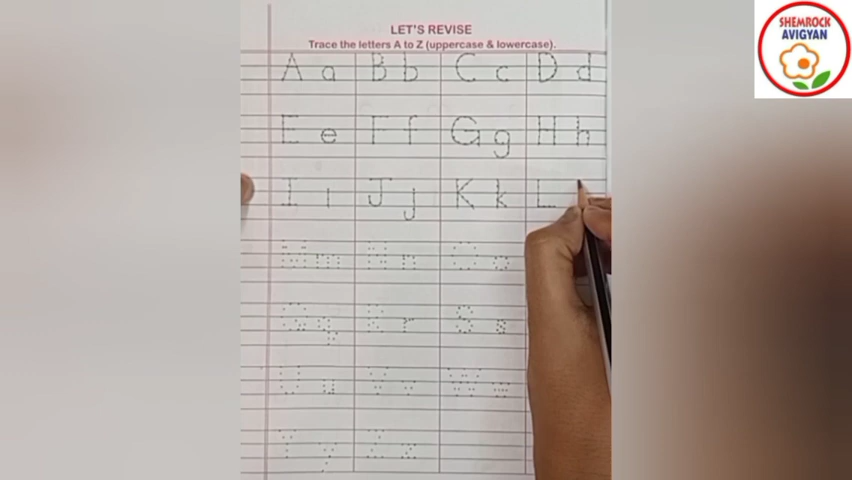 SHEMROCK
AVIGYAN
LET'S REVISE
Trace the letters A to Z (uppercase & lowercase).
A a B b C c D d
E e F f G g H h
I i J j K k L
M m N n O o
Q q R r S s
U u V v W w
Y y Z z